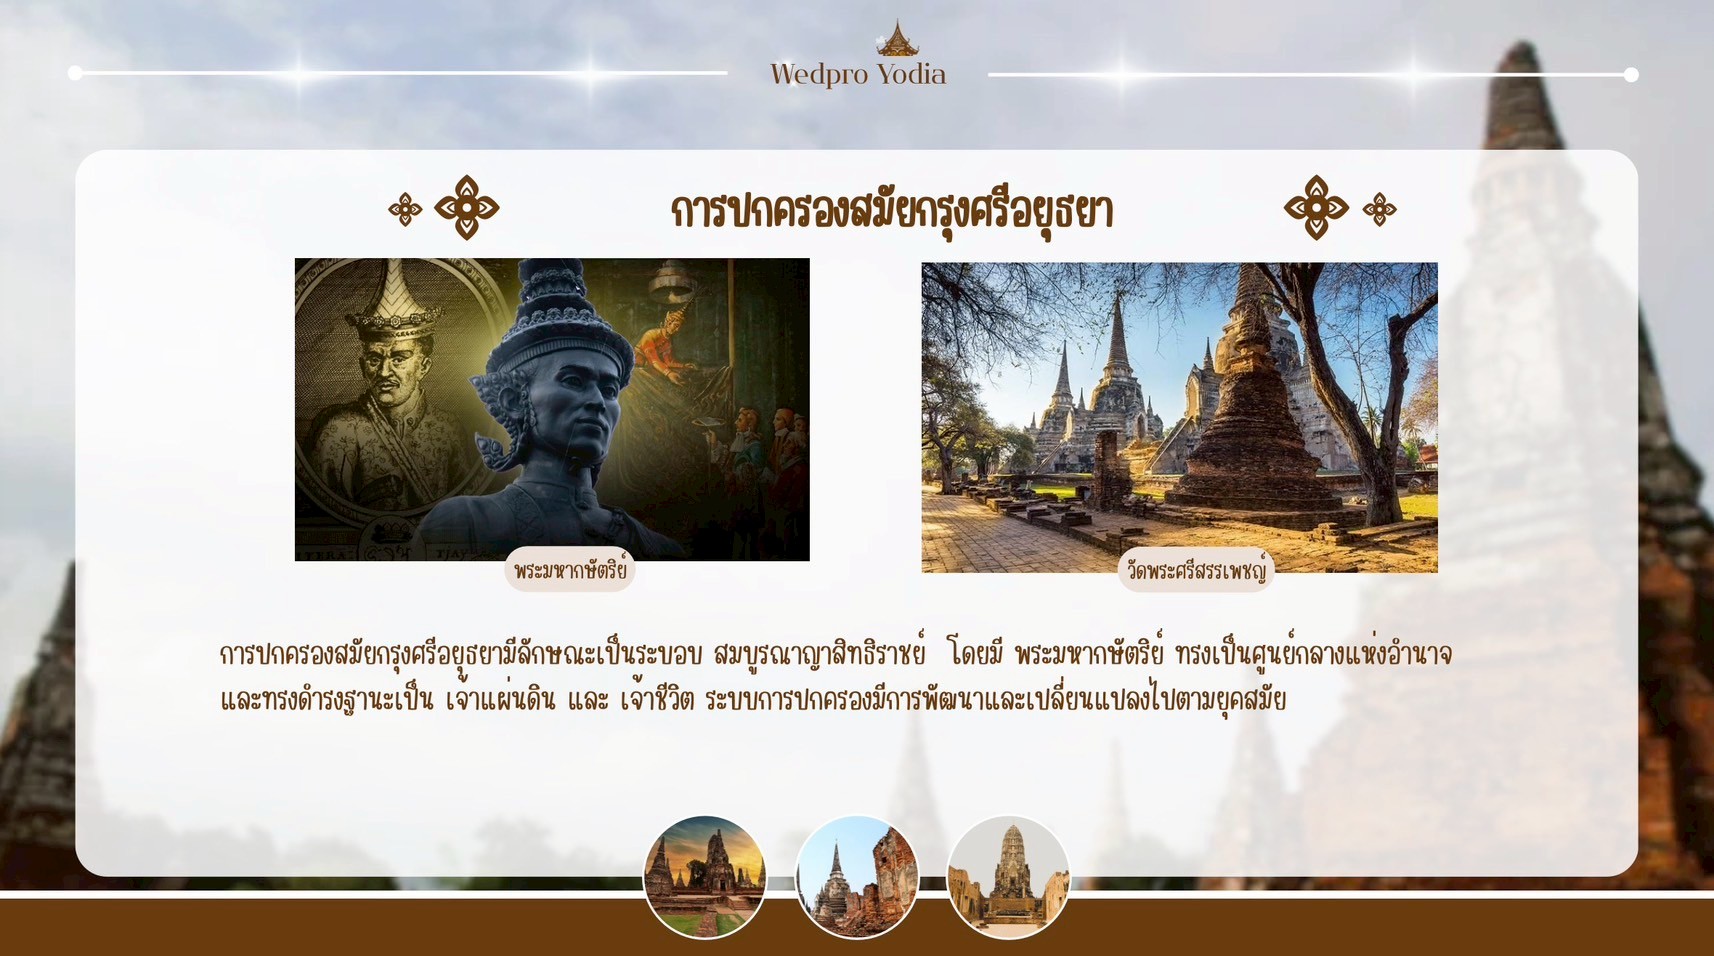 Wedpro Yodia
การปกครองสมัยกรุงศรีอยุธยา
พระมหากษัตริย์
วัดพระศรีสรรเพชญ์
การปกครองสมัยกรุงศรีอยุธยามีลักษณะเป็นระบอบ สมบูรณาญาสิทธิราชย์ โดยมี พระมหากษัตริย์ ทรงเป็นศูนย์กลางแห่งอำนาจ
และทรงดำรงฐานะเป็น เจ้าแผ่นดิน และ เจ้าชีวิต ระบบการปกครองมีการพัฒนาและเปลี่ยนแปลงไปตามยุคสมัย